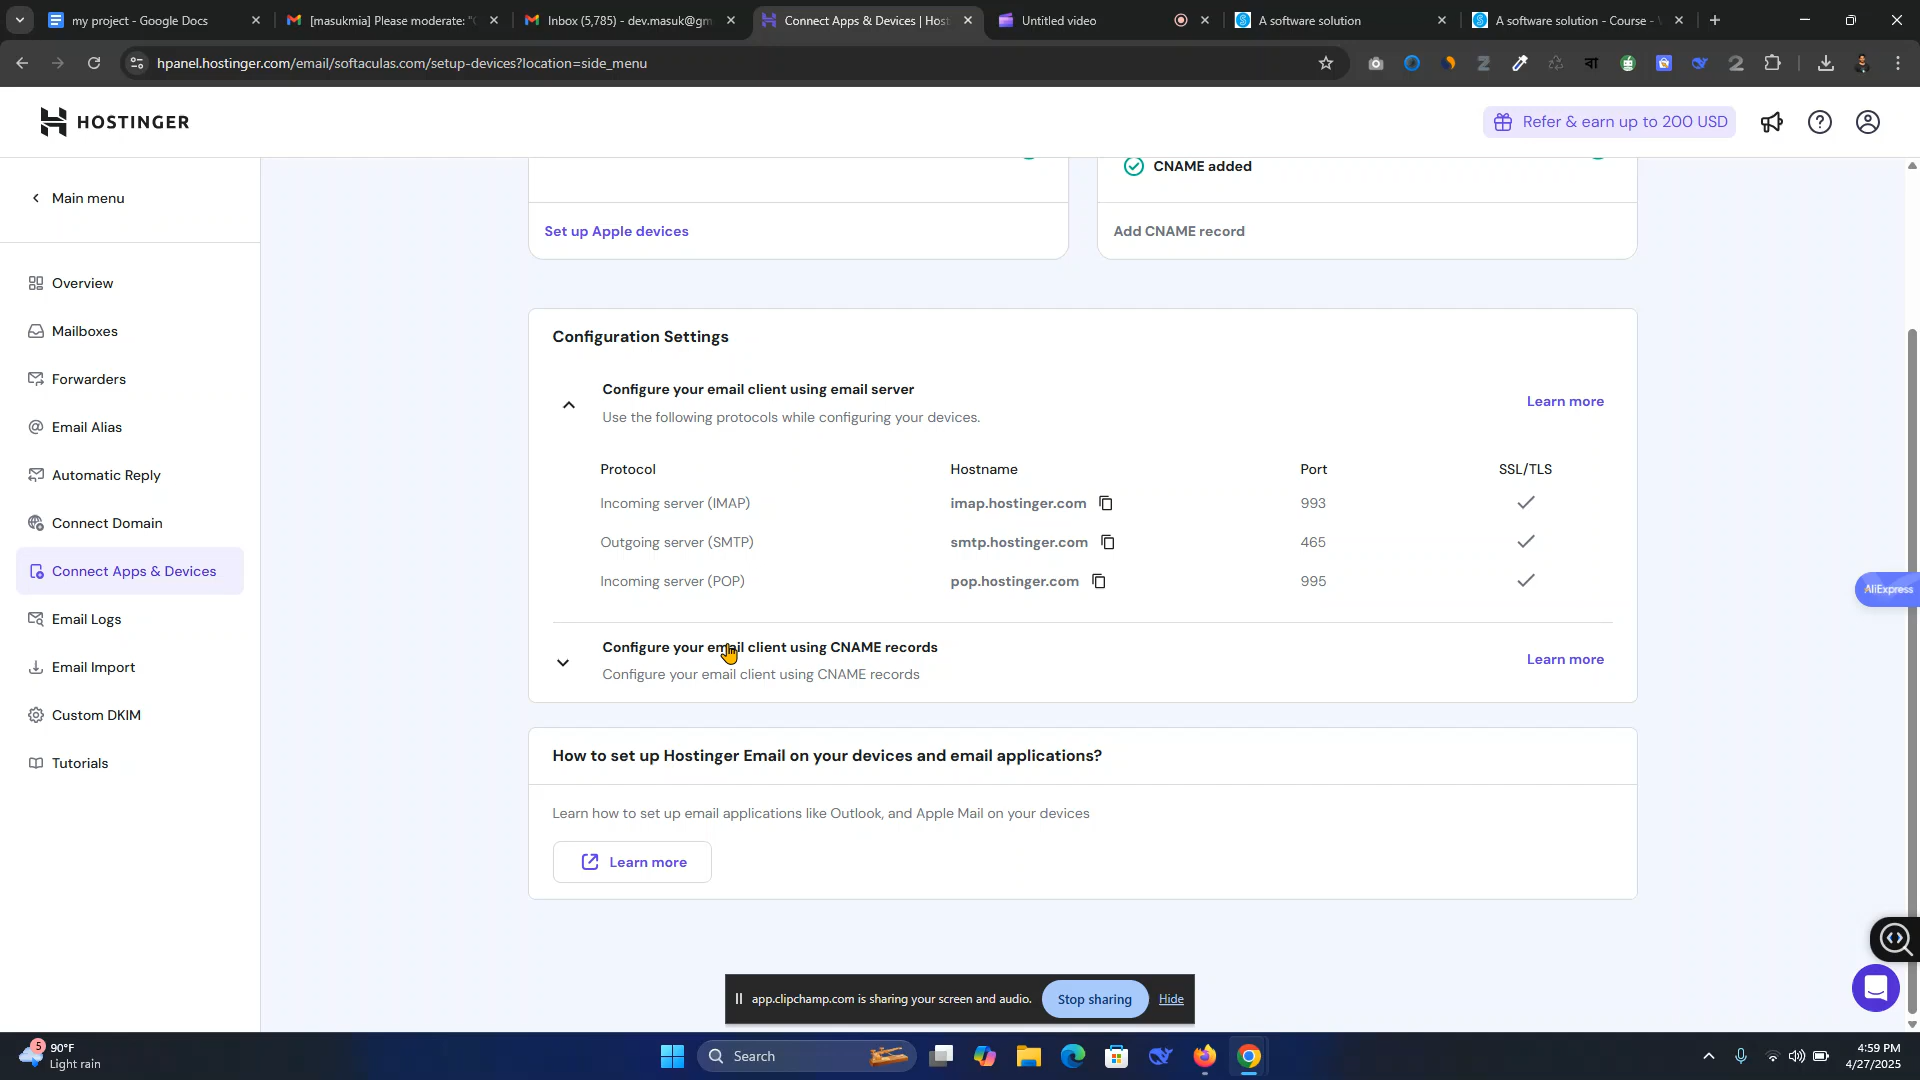 my project - Google Docs
[masukmia] Please moderate: "
Inbox (5,785) - dev.masuk@gm
Connect Apps & Devices | Host
Untitled video
A software solution
A software solution - Course -
hpanel.hostinger.com/email/softaculas.com/setup-devices?location=side_menu
HOSTINGER
Refer & earn up to 200 USD
Main menu
Overview
Mailboxes
Forwarders
Email Alias
Automatic Reply
Connect Domain
Connect Apps & Devices
Email Logs
Email Import
Custom DKIM
Tutorials
CNAME added
Set up Apple devices
Add CNAME record
Configuration Settings
Configure your email client using email server
Use the following protocols while configuring your devices.
Learn more
Protocol Hostname Port SSL/TLS
Incoming server (IMAP) imap.hostinger.com 993
Outgoing server (SMTP) smtp.hostinger.com 465
Incoming server (POP) pop.hostinger.com 995
Configure your email client using CNAME records
Configure your email client using CNAME records
Learn more
How to set up Hostinger Email on your devices and email applications?
Learn how to set up email applications like Outlook, and Apple Mail on your devices
Learn more
AliExpress
app.clipchamp.com is sharing your screen and audio.
Stop sharing
Hide
5
90°F
Light rain
Search
4:59 PM
4/27/2025